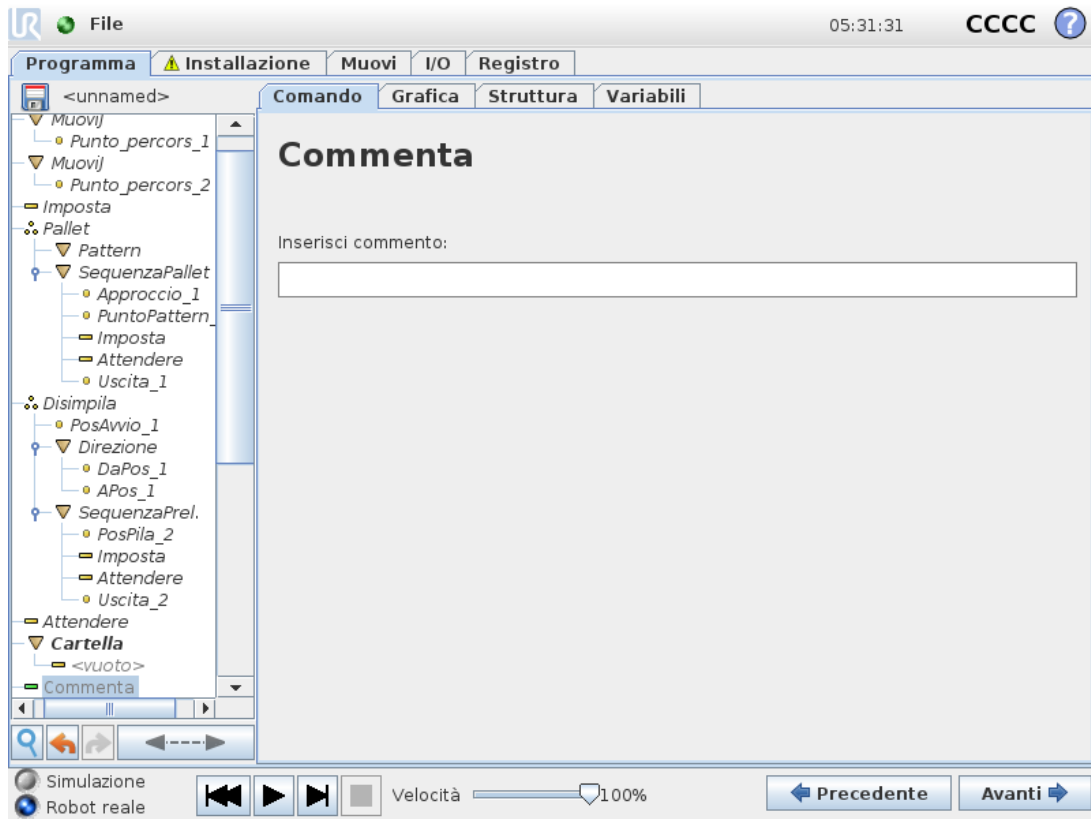 UR File 05:31:31 CCCC ?
Programma Installazione Muovi I/O Registro
<unnamed>
Comando Grafica Struttura Variabili
MuoviJ
Punto_percors_1
MuoviJ
Punto_percors_2
Imposta
Pallet
Pattern
SequenzaPallet
Approccio_1
PuntoPattern_
Imposta
Attendere
Uscita_1
Disimpila
PosAvvio_1
Direzione
DaPos_1
APos_1
SequenzaPrel.
PosPila_2
Imposta
Attendere
Uscita_2
Attendere
Cartella
<vuoto>
Commenta
Commenta
Inserisci commento:
Simulazione
Robot reale
Velocità 100%
Precedente Avanti